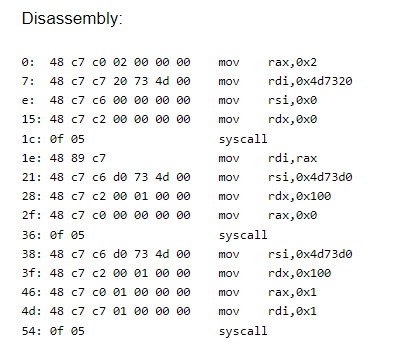 Disassembly:
0: 48 c7 c0 02 00 00 00 mov rax,0x2
7: 48 c7 c7 20 73 4d 00 mov rdi,0x4d7320
e: 48 c7 c6 00 00 00 00 mov rsi,0x0
15: 48 c7 c2 00 00 00 00 mov rdx,0x0
1c: 0f 05 syscall
1e: 48 89 c7 mov rdi,rax
21: 48 c7 c6 d0 73 4d 00 mov rsi,0x4d73d0
28: 48 c7 c2 00 01 00 00 mov rdx,0x100
2f: 48 c7 c0 00 00 00 00 mov rax,0x0
36: 0f 05 syscall
38: 48 c7 c6 d0 73 4d 00 mov rsi,0x4d73d0
3f: 48 c7 c2 00 01 00 00 mov rdx,0x100
46: 48 c7 c0 01 00 00 00 mov rax,0x1
4d: 48 c7 c7 01 00 00 00 mov rdi,0x1
54: 0f 05 syscall